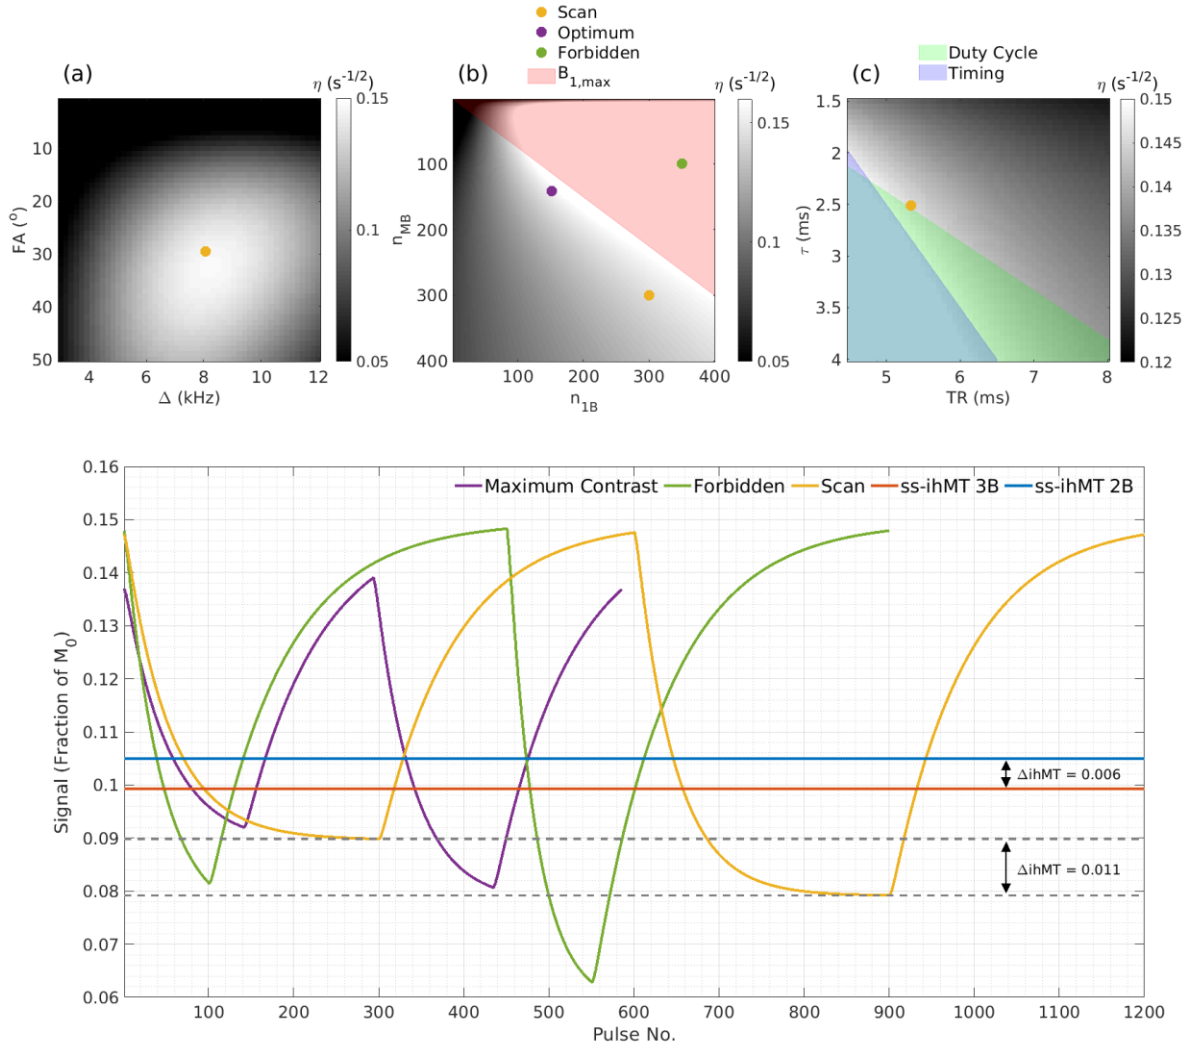 Scan
Optimum
Forbidden
B1,max
Duty Cycle
Timing
(a)
η (s-1/2)
0.15
0.1
0.05
10
20
30
40
50
FA (o)
4
6
8
10
12
Δ (kHz)
(b)
η (s-1/2)
0.15
0.1
0.05
100
200
300
400
nMB
100
200
300
400
n1B
(c)
η (s-1/2)
0.15
0.145
0.14
0.135
0.13
0.125
0.12
1.5
2
2.5
3
3.5
4
τ (ms)
5
6
7
8
TR (ms)
Maximum Contrast
Forbidden
Scan
ss-ihMT 3B
ss-ihMT 2B
0.16
0.15
0.14
0.13
0.12
0.11
0.1
0.09
0.08
0.07
0.06
Signal (Fraction of M0)
ΔihMT = 0.006
ΔihMT = 0.011
100
200
300
400
500
600
700
800
900
1000
1100
1200
Pulse No.